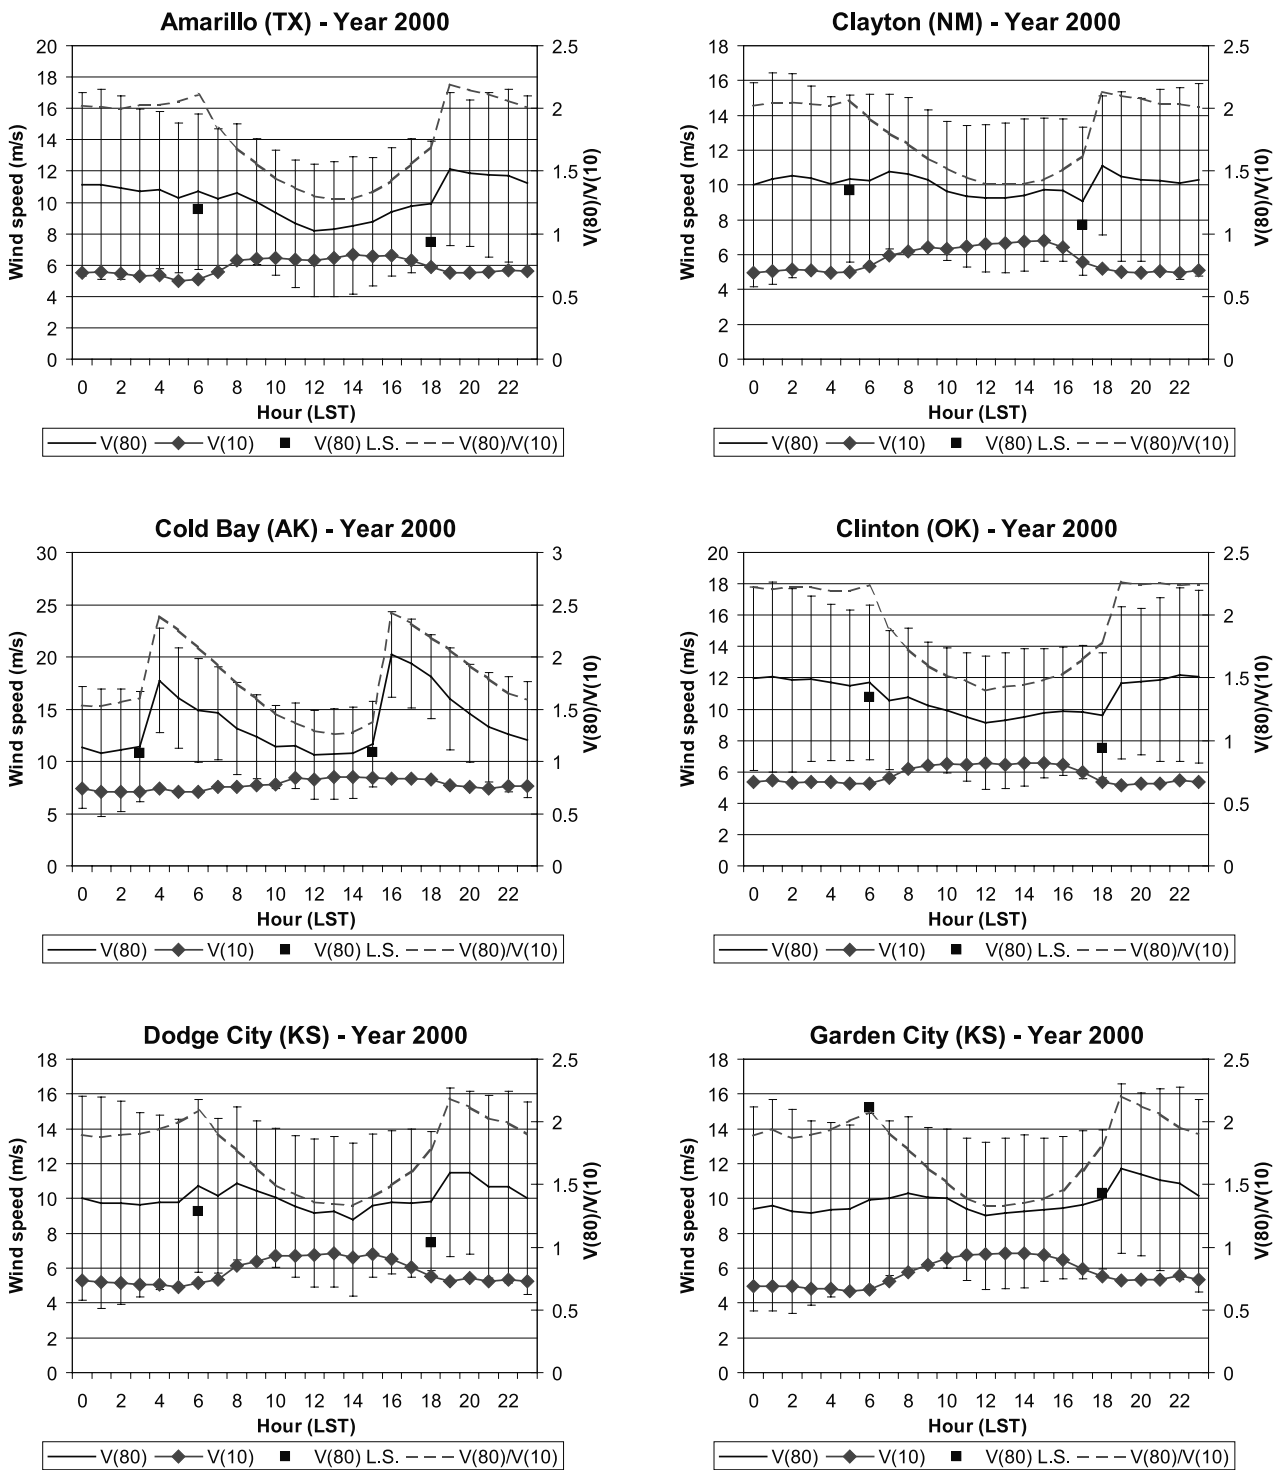 Amarillo (TX) - Year 2000
Wind speed (m/s)
20
18
16
14
12
10
8
6
4
2
0
2.5
2
1.5
1
0.5
0
V(80)/V(10)
0 2 4 6 8 10 12 14 16 18 20 22
Hour (LST)
V(80) V(10) V(80) L.S. V(80)/V(10)
Clayton (NM) - Year 2000
Wind speed (m/s)
18
16
14
12
10
8
6
4
2
0
2.5
2
1.5
1
0.5
0
V(80)/V(10)
0 2 4 6 8 10 12 14 16 18 20 22
Hour (LST)
V(80) V(10) V(80) L.S. V(80)/V(10)
Cold Bay (AK) - Year 2000
Wind speed (m/s)
30
25
20
15
10
5
0
3
2.5
2
1.5
1
0.5
0
V(80)/V(10)
0 2 4 6 8 10 12 14 16 18 20 22
Hour (LST)
V(80) V(10) V(80) L.S. V(80)/V(10)
Clinton (OK) - Year 2000
Wind speed (m/s)
20
18
16
14
12
10
8
6
4
2
0
2.5
2
1.5
1
0.5
0
V(80)/V(10)
0 2 4 6 8 10 12 14 16 18 20 22
Hour (LST)
V(80) V(10) V(80) L.S. V(80)/V(10)
Dodge City (KS) - Year 2000
Wind speed (m/s)
18
16
14
12
10
8
6
4
2
0
2.5
2
1.5
1
0.5
0
V(80)/V(10)
0 2 4 6 8 10 12 14 16 18 20 22
Hour (LST)
V(80) V(10) V(80) L.S. V(80)/V(10)
Garden City (KS) - Year 2000
Wind speed (m/s)
18
16
14
12
10
8
6
4
2
0
2.5
2
1.5
1
0.5
0
V(80)/V(10)
0 2 4 6 8 10 12 14 16 18 20 22
Hour (LST)
V(80) V(10) V(80) L.S. V(80)/V(10)